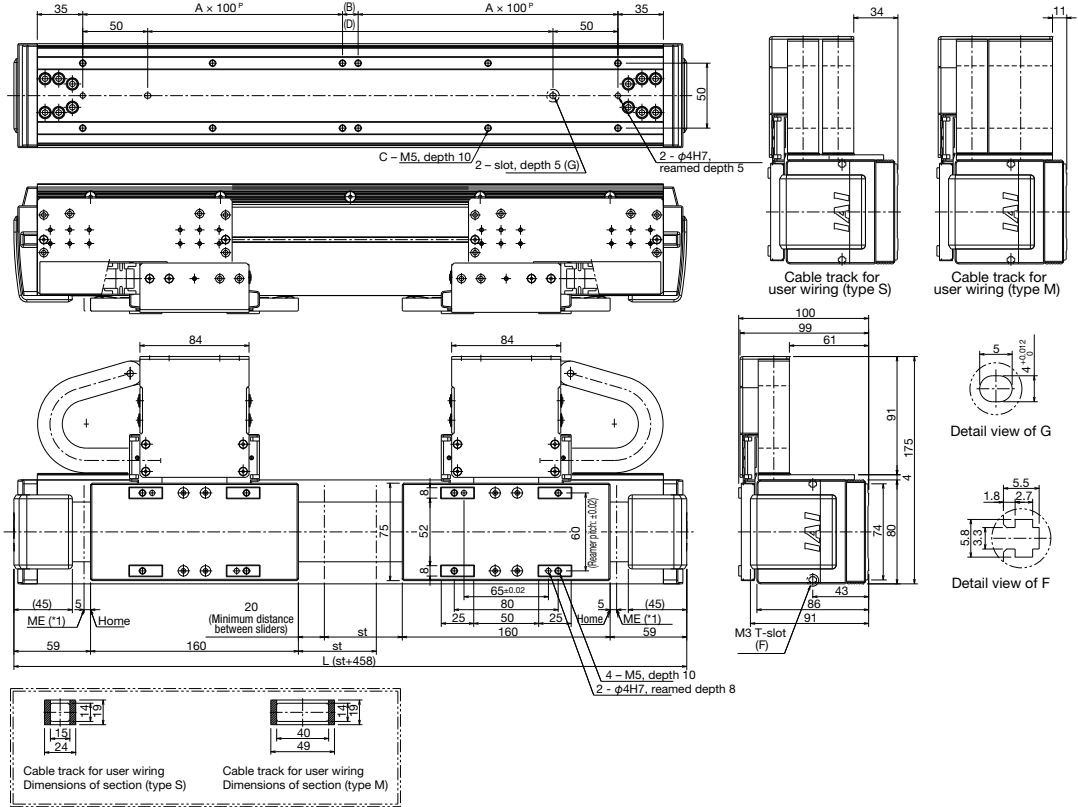 35
A × 100 P
(B)
A × 100 P
35
50
(D)
50
50
C – M5, depth 10
2 – slot, depth 5 (G)
2 - φ4H7,
reamed depth 5
34
11
IAI
IAI
Cable track for
user wiring (type S)
Cable track for
user wiring (type M)
84
84
100
99
61
91
175
4
74
80
IAI
43
86
91
M3 T-slot
(F)
5
4 +0.012 0
Detail view of G
5.5
1.8
2.7
5.8
3.3
Detail view of F
75
8
52
8
60
(Reamer pitch: ±0.02)
65±0.02
80
25
50
25
(45)
5
ME (*1)
Home
20
(Minimum distance
between sliders)
5
Home
(45)
ME (*1)
59
160
st
st
160
59
L (st+458)
4 – M5, depth 10
2 - φ4H7, reamed depth 8
14
19
15
24
Cable track for user wiring
Dimensions of section (type S)
14
19
40
49
Cable track for user wiring
Dimensions of section (type M)